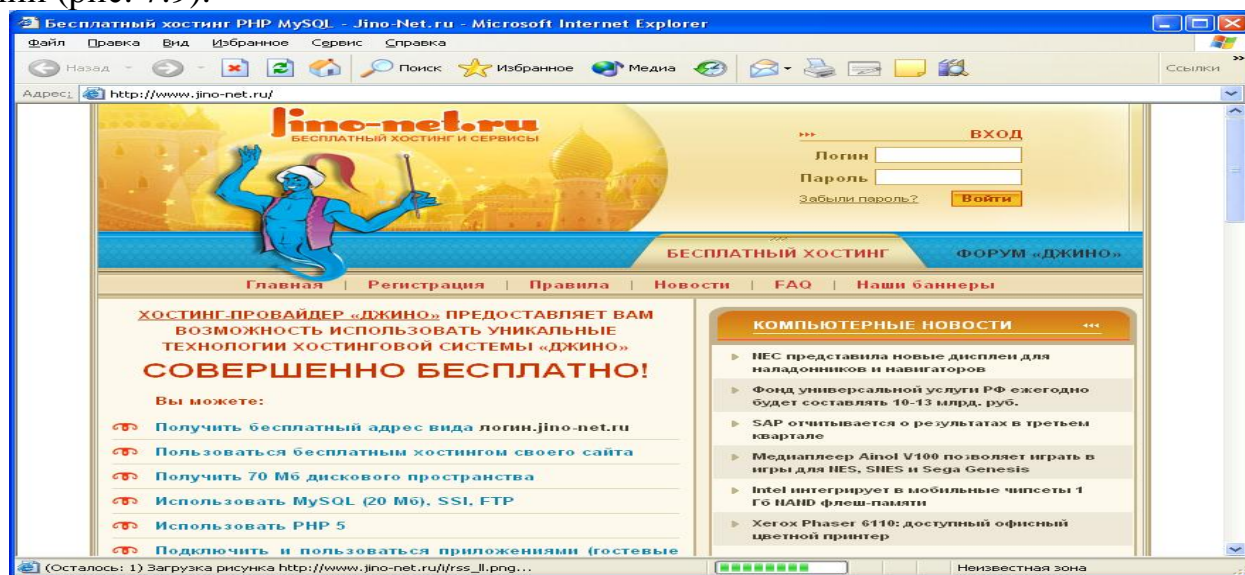 (рис. 7.9).
Бесплатный хостинг PHP MySQL - Jino-Net.ru - Microsoft Internet Explorer
Файл Правка Вид Избранное Сервис Справка
Назад Поиск Избранное Медиа Ссылки
Адрес: http://www.jino-net.ru/
jino-net.ru
БЕСПЛАТНЫЙ ХОСТИНГ И СЕРВИСЫ
ВХОД
Логин
Пароль
Забыли пароль? Войти
БЕСПЛАТНЫЙ ХОСТИНГ ФОРУМ «ДЖИНО»
Главная | Регистрация | Правила | Новости | FAQ | Наши баннеры
ХОСТИНГ-ПРОВАЙДЕР «ДЖИНО» ПРЕДОСТАВЛЯЕТ ВАМ
ВОЗМОЖНОСТЬ ИСПОЛЬЗОВАТЬ УНИКАЛЬНЫЕ
ТЕХНОЛОГИИ ХОСТИНГОВОЙ СИСТЕМЫ «ДЖИНО»
СОВЕРШЕННО БЕСПЛАТНО!
Вы можете:
Получить бесплатный адрес вида логин.jino-net.ru
Пользоваться бесплатным хостингом своего сайта
Получить 70 Мб дискового пространства
Использовать MySQL (20 Мб), SSI, FTP
Использовать PHP 5
Подключить и пользоваться приложениями (гостевые
КОМПЬЮТЕРНЫЕ НОВОСТИ
NEC представила новые дисплеи для
наладонников и навигаторов
Фонд универсальной услуги РФ ежегодно
будет составлять 10-13 млрд. руб.
SAP отчитывается о результатах в третьем
квартале
Медиаплеер Ainol V100 позволяет играть в
игры для NES, SNES и Sega Genesis
Intel интегрирует в мобильные чипсеты 1
Гб NAND флеш-памяти
Xerox Phaser 6110: доступный офисный
цветной принтер
(Осталось: 1) Загрузка рисунка http://www.jino-net.ru/i/rss_ll.png... Неизвестная зона